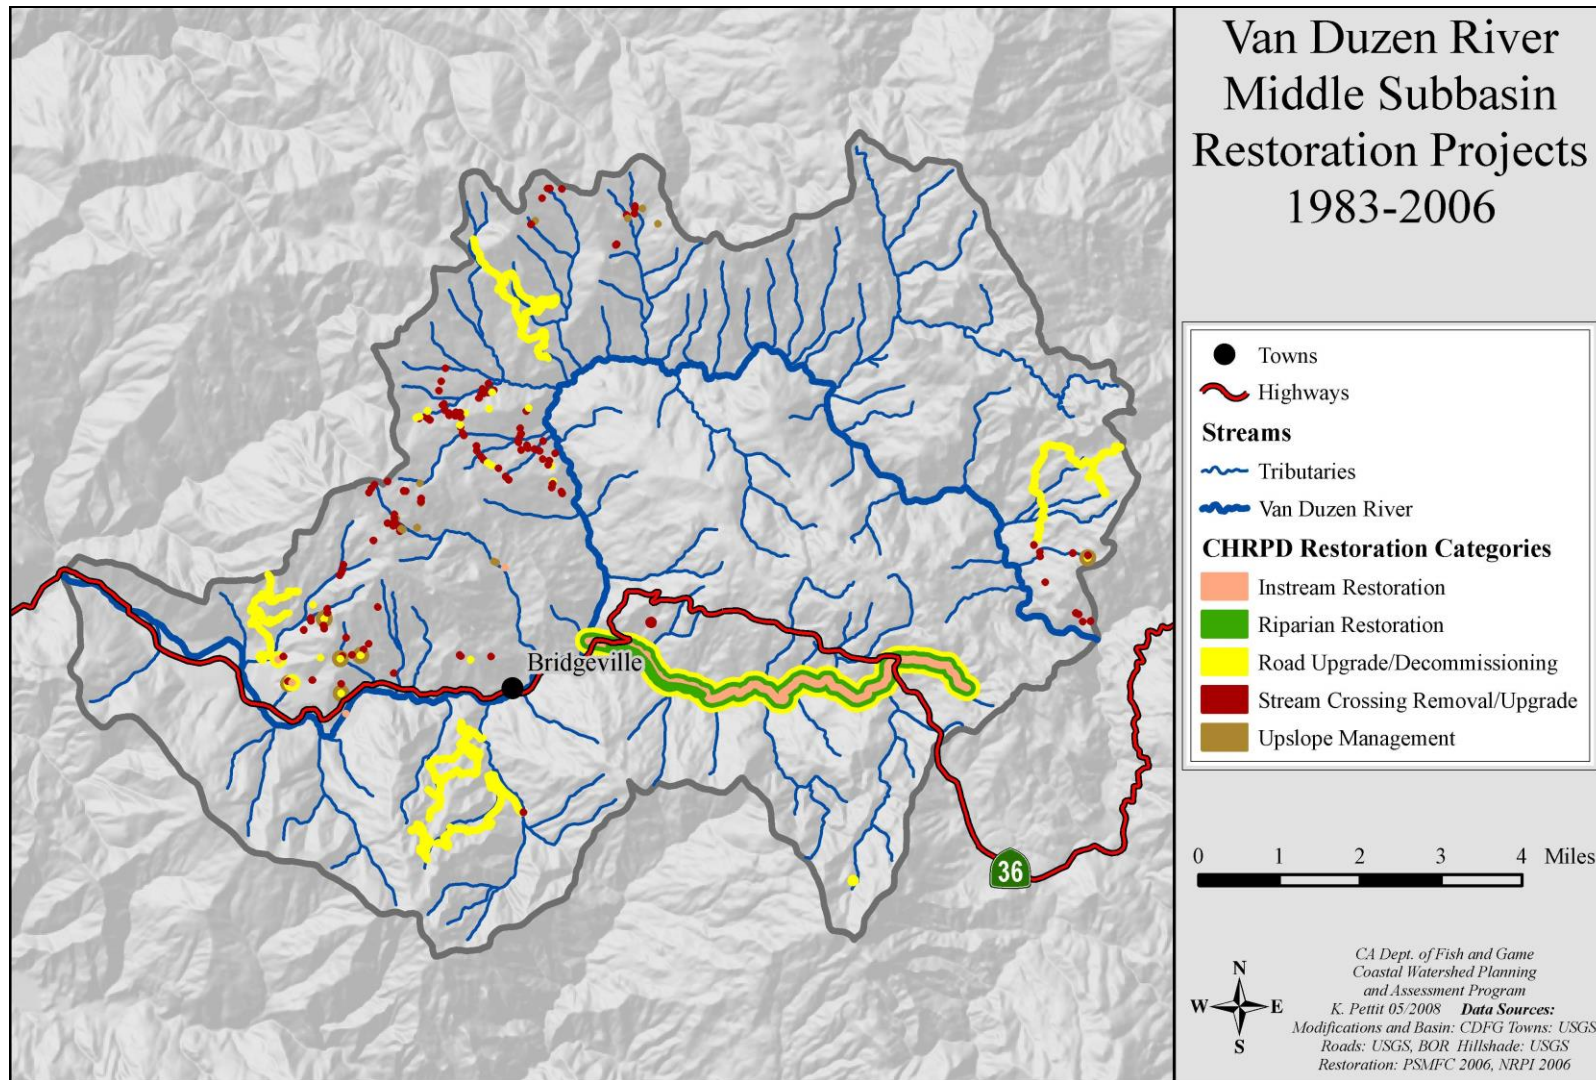 Van Duzen River
Middle Subbasin
Restoration Projects
1983-2006
Towns
Highways
Streams
Tributaries
Van Duzen River
CHRPD Restoration Categories
Instream Restoration
Riparian Restoration
Road Upgrade/Decommissioning
Stream Crossing Removal/Upgrade
Upslope Management
Bridgeville
36
0 1 2 3 4 Miles
N
W E
S
CA Dept. of Fish and Game
Coastal Watershed Planning
and Assessment Program
K. Pettit 05/2008 Data Sources:
Modifications and Basin: CDFG Towns: USGS
Roads: USGS, BOR Hillshade: USGS
Restoration: PSMFC 2006, NRPI 2006